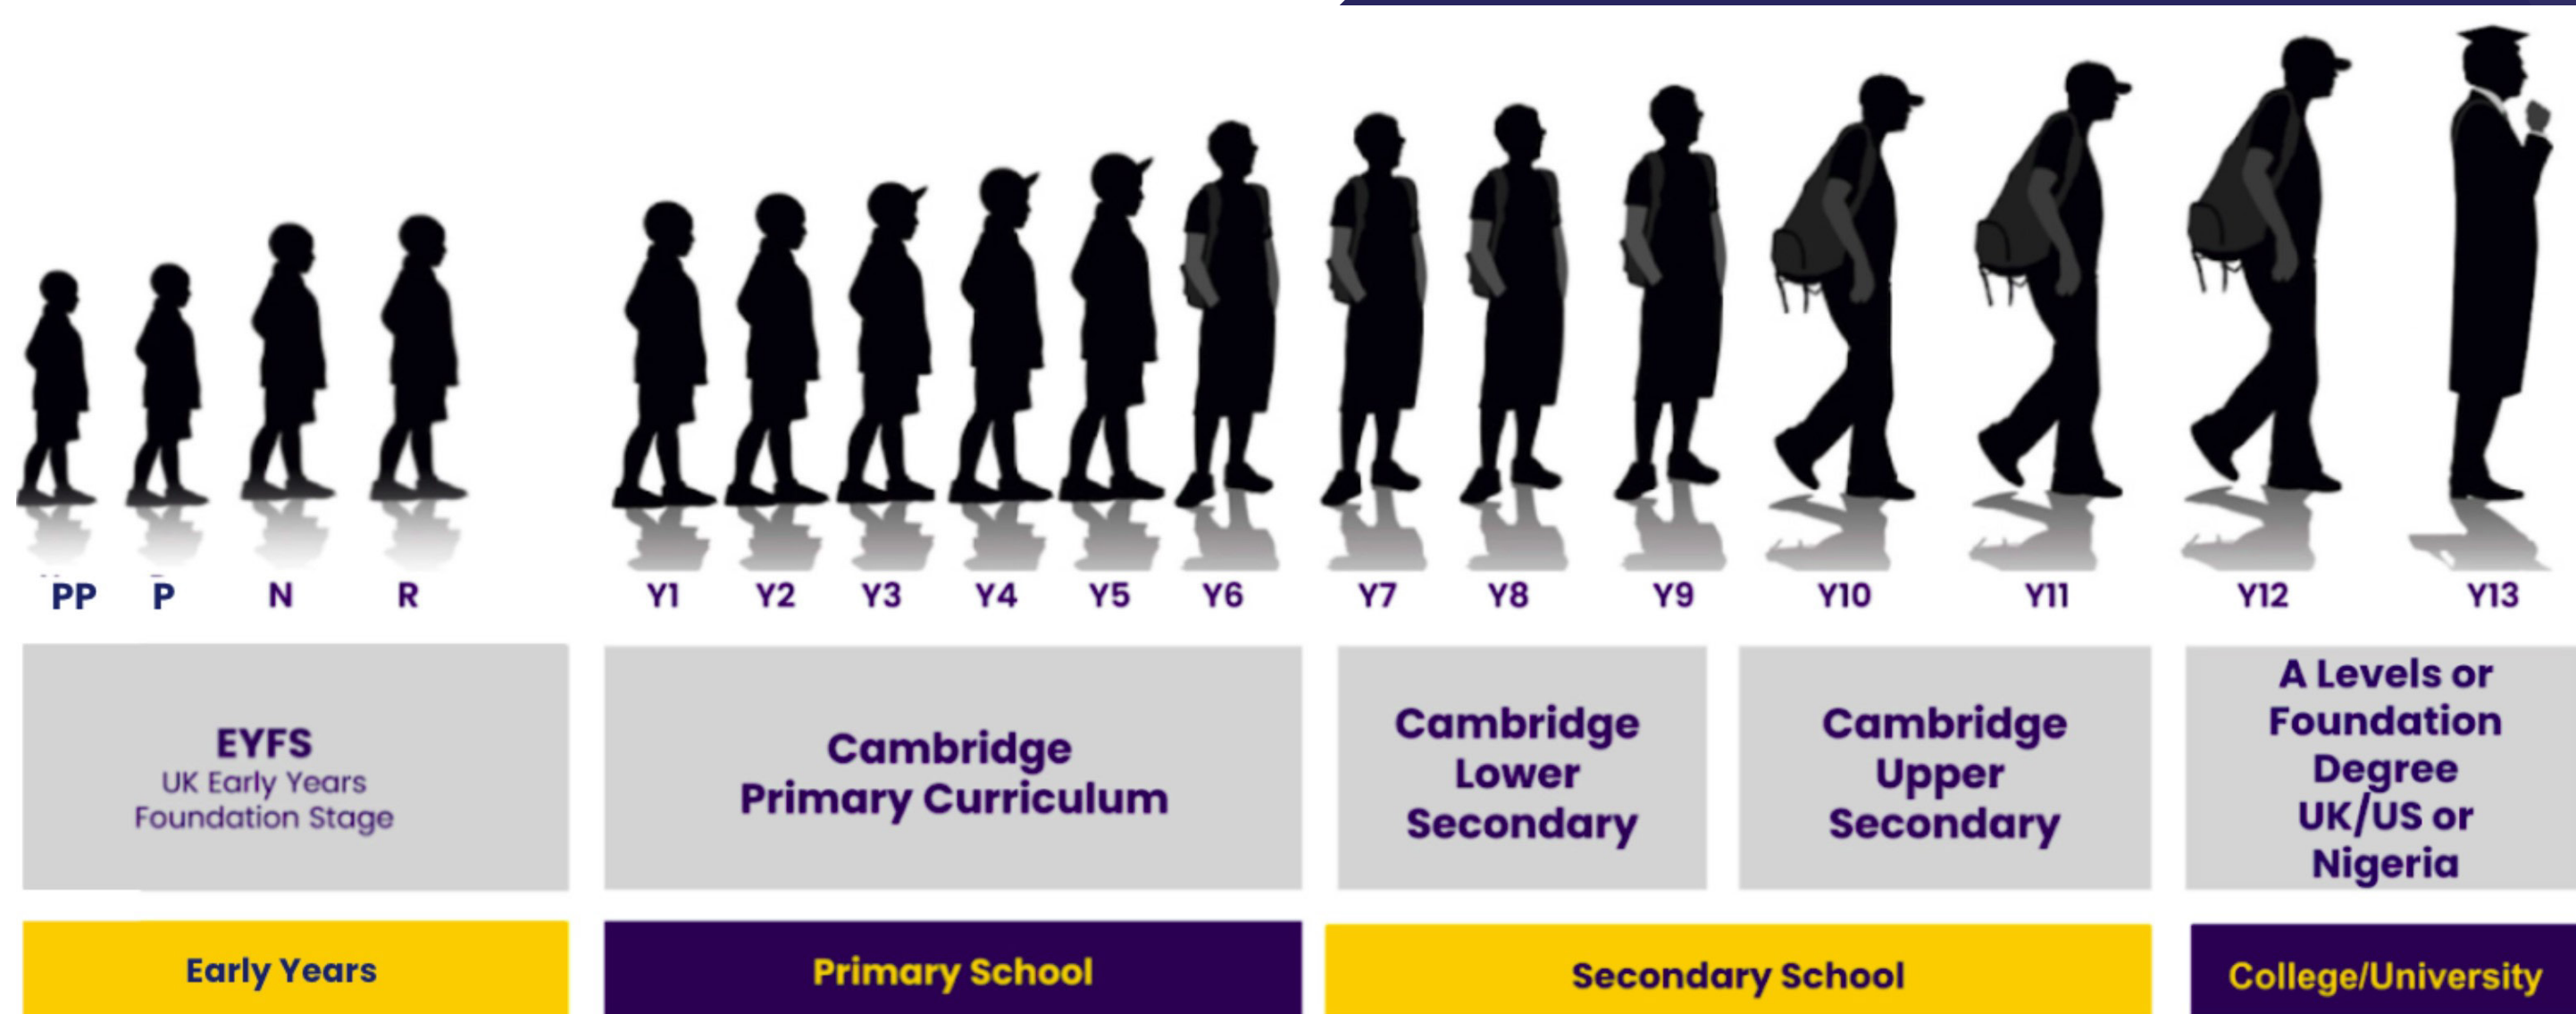 PP P N R Y1 Y2 Y3 Y4 Y5 Y6 Y7 Y8 Y9 Y10 Y11 Y12 Y13
EYFS
UK Early Years
Foundation Stage
Cambridge
Primary Curriculum
Cambridge
Lower
Secondary
Cambridge
Upper
Secondary
A Levels or
Foundation
Degree
UK/US or
Nigeria
Early Years
Primary School
Secondary School
College/University